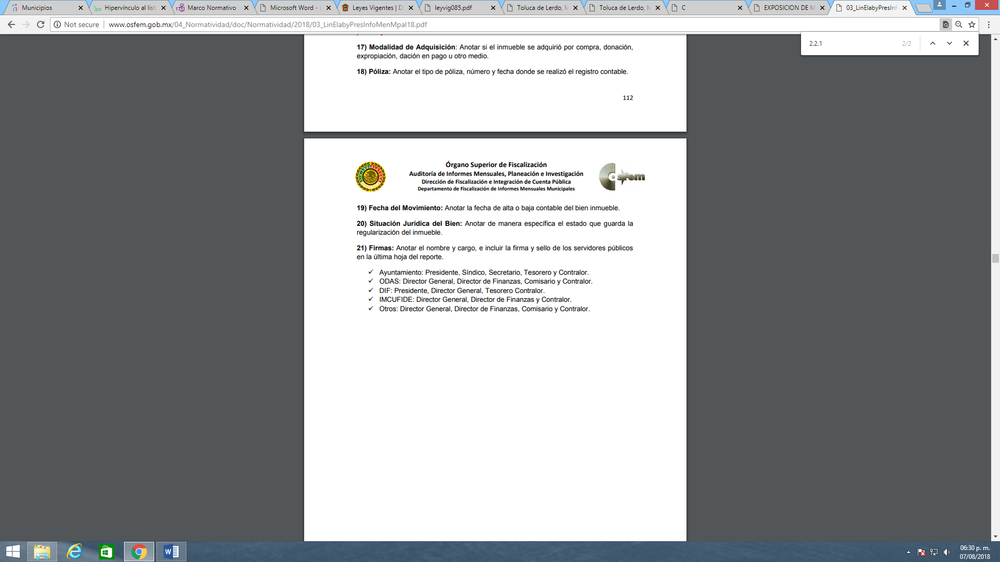 Municipios
Hipervínculo al list
Marco Normativo
Microsoft Word - L
Leyes Vigentes | D
leyvig085.pdf
Toluca de Lerdo, M
Toluca de Lerdo, M
C
EXPOSICION DE M
03_LinElabyPresInf
Not secure
www.osfem.gob.mx/04_Normatividad/doc/Normatividad/2018/03_LinElabyPresInfoMenMpal18.pdf
2.2.1
2/2
17) Modalidad de Adquisición: Anotar si el inmueble se adquirió por compra, donación,
expropiación, dación en pago u otro medio.
18) Póliza: Anotar el tipo de póliza, número y fecha donde se realizó el registro contable.
112
Órgano Superior de Fiscalización
Auditoría de Informes Mensuales, Planeación e Investigación
Dirección de Fiscalización e Integración de Cuenta Pública
Departamento de Fiscalización de Informes Mensuales Municipales
osfem
19) Fecha del Movimiento: Anotar la fecha de alta o baja contable del bien inmueble.
20) Situación Jurídica del Bien: Anotar de manera específica el estado que guarda la
regularización del inmueble.
21) Firmas: Anotar el nombre y cargo, e incluir la firma y sello de los servidores públicos
en la última hoja del reporte.
✓ Ayuntamiento: Presidente, Síndico, Secretario, Tesorero y Contralor.
✓ ODAS: Director General, Director de Finanzas, Comisario y Contralor.
✓ DIF: Presidente, Director General, Tesorero Contralor.
✓ IMCUFIDE: Director General, Director de Finanzas y Contralor.
✓ Otros: Director General, Director de Finanzas, Comisario y Contralor.
06:30 p. m.
07/08/2018